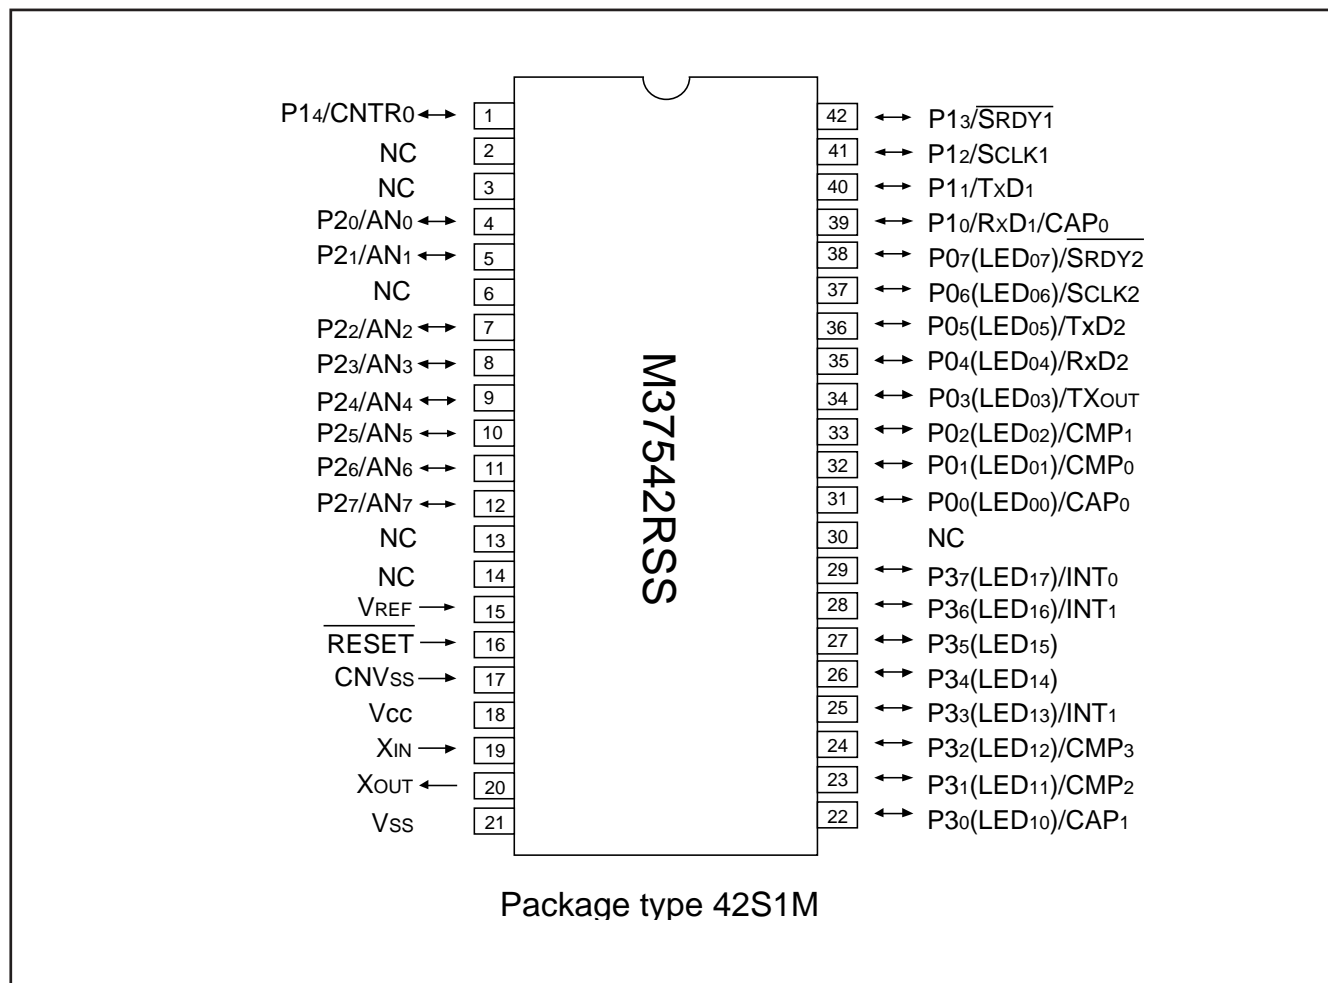 P14/CNTR0 1
NC 2
NC 3
P20/AN0 4
P21/AN1 5
NC 6
P22/AN2 7
P23/AN3 8
P24/AN4 9
P25/AN5 10
P26/AN6 11
P27/AN7 12
NC 13
NC 14
VREF 15
RESET 16
CNVSS 17
Vcc 18
XIN 19
XOUT 20
VSS 21
M37542RSS
42 P13/SRDY1
41 P12/SCLK1
40 P11/TXD1
39 P10/RXD1/CAP0
38 P07(LED07)/SRDY2
37 P06(LED06)/SCLK2
36 P05(LED05)/TxD2
35 P04(LED04)/RxD2
34 P03(LED03)/TXOUT
33 P02(LED02)/CMP1
32 P01(LED01)/CMP0
31 P00(LED00)/CAP0
30 NC
29 P37(LED17)/INT0
28 P36(LED16)/INT1
27 P35(LED15)
26 P34(LED14)
25 P33(LED13)/INT1
24 P32(LED12)/CMP3
23 P31(LED11)/CMP2
22 P30(LED10)/CAP1
Package type 42S1M